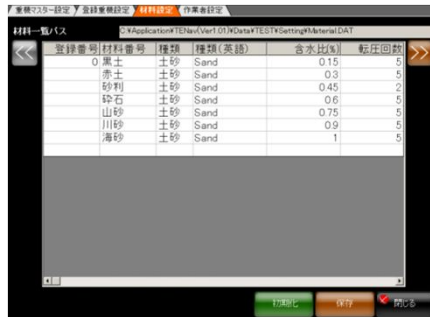 重機マスター設定 登録重機設定 材料設定 作業者設定
材料一覧パス C:¥Application¥TENav(Ver1.01)¥Data¥TEST¥Setting¥Material.DAT
登録番号 材料番号 種類 種類(英語) 含水比(%) 転圧回数
0 黒土 土砂 Sand 0.15 5
赤土 土砂 Sand 0.3 5
砂利 土砂 Sand 0.45 2
砕石 土砂 Sand 0.6 5
山砂 土砂 Sand 0.75 5
川砂 土砂 Sand 0.9 5
海砂 土砂 Sand 1 5
初期化 保存 閉じる